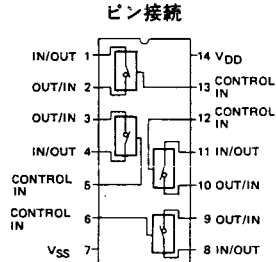 ピン接続
IN/OUT 1
OUT/IN 2
OUT/IN 3
IN/OUT 4
CONTROL
IN 5
CONTROL
IN 6
VSS 7
14 VDD
13 CONTROL
IN
12 CONTROL
IN
11 IN/OUT
10 OUT/IN
9 OUT/IN
8 IN/OUT